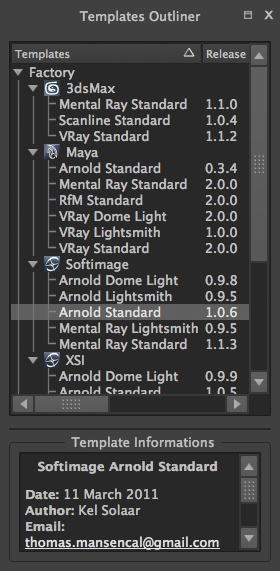 Templates Outliner
Templates Release
Factory
3dsMax
Mental Ray Standard 1.1.0
Scanline Standard 1.0.4
VRay Standard 1.1.2
Maya
Arnold Standard 0.3.4
Mental Ray Standard 2.0.0
RfM Standard 2.0.0
VRay Dome Light 2.0.0
VRay Lightsmith 1.0.0
VRay Standard 2.0.0
Softimage
Arnold Dome Light 0.9.8
Arnold Lightsmith 0.9.5
Arnold Standard 1.0.6
Mental Ray Lightsmith 0.9.5
Mental Ray Standard 1.1.3
XSI
Arnold Dome Light 0.9.9
Arnold Standard 1.0.5
Template Informations
Softimage Arnold Standard
Date: 11 March 2011
Author: Kel Solaar
Email:
thomas.mansencal@gmail.com